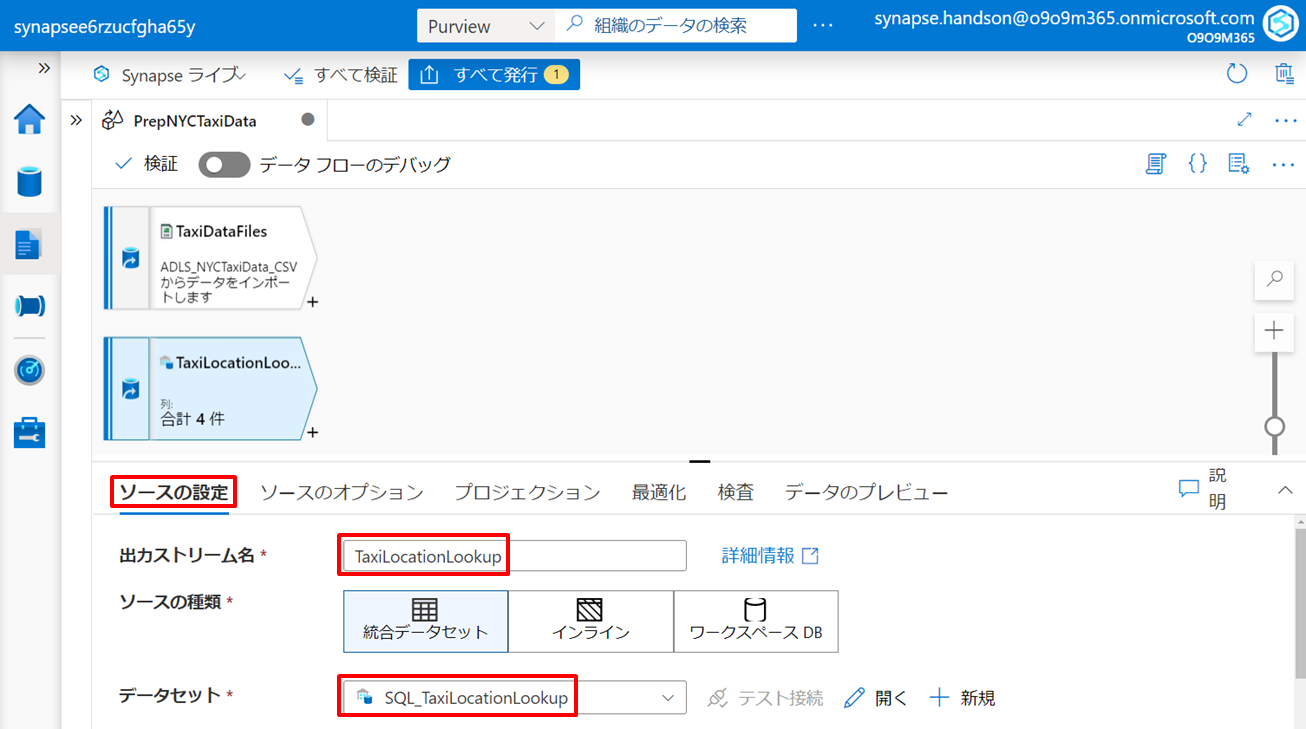 synapsee6rzucfgha65y
Purview
組織のデータの検索
synapse.handson@o9o9m365.onmicrosoft.com
O9O9M365
Synapse ライブ
すべて検証
すべて発行 1
PrepNYCTaxiData
検証
データ フローのデバッグ
TaxiDataFiles
ADLS_NYCTaxiData_CSV
からデータをインポー
トします
TaxiLocationLoo...
列:
合計 4 件
ソースの設定
ソースのオプション
プロジェクション
最適化
検査
データのプレビュー
説
明
出力ストリーム名 *
TaxiLocationLookup
詳細情報
ソースの種類 *
統合データセット
インライン
ワークスペース DB
データセット *
SQL_TaxiLocationLookup
テスト接続
開く
新規